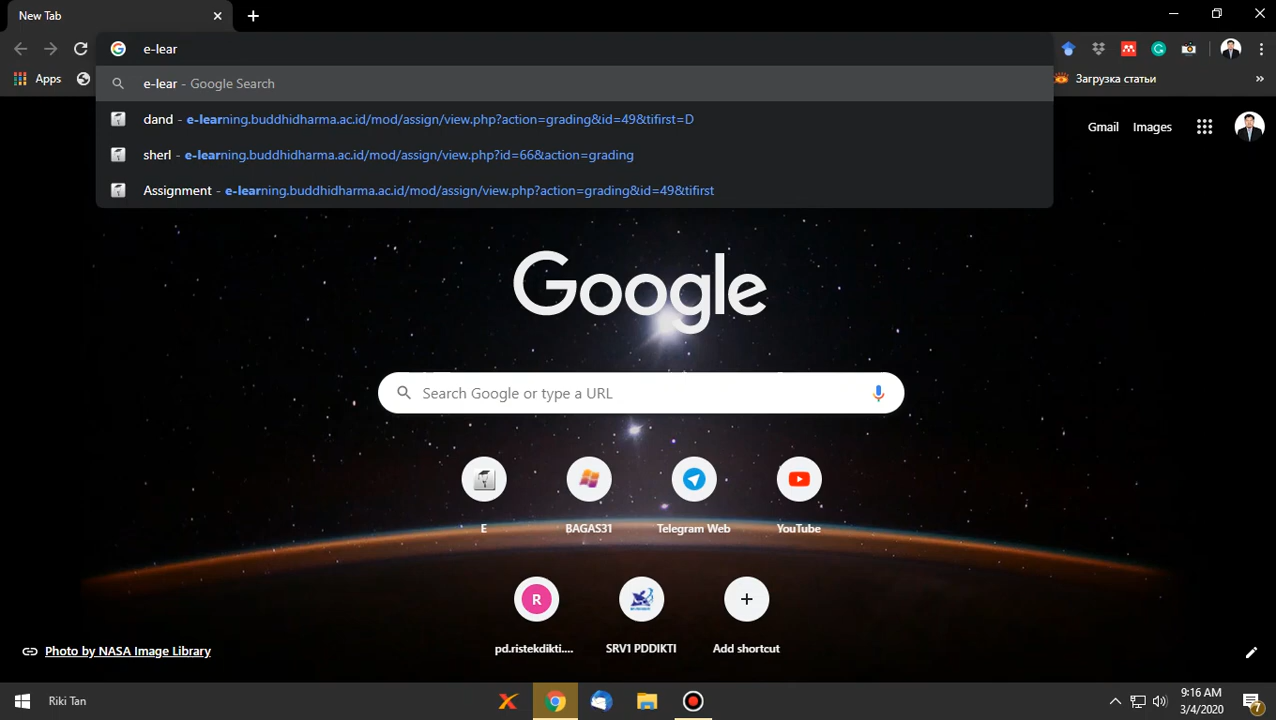 New Tab
e-lear
e-lear - Google Search
dand - e-learning.buddhidharma.ac.id/mod/assign/view.php?action=grading&id=49&tifirst=D
sherl - e-learning.buddhidharma.ac.id/mod/assign/view.php?id=66&action=grading
Assignment - e-learning.buddhidharma.ac.id/mod/assign/view.php?action=grading&id=49&tifirst
Apps
Загрузка статьи
Gmail Images
Google
Search Google or type a URL
E BAGAS31 Telegram Web YouTube
R
pd.ristekdikti.... SRV1 PDDIKTI Add shortcut
Photo by NASA Image Library
Riki Tan
9:16 AM
3/4/2020
7